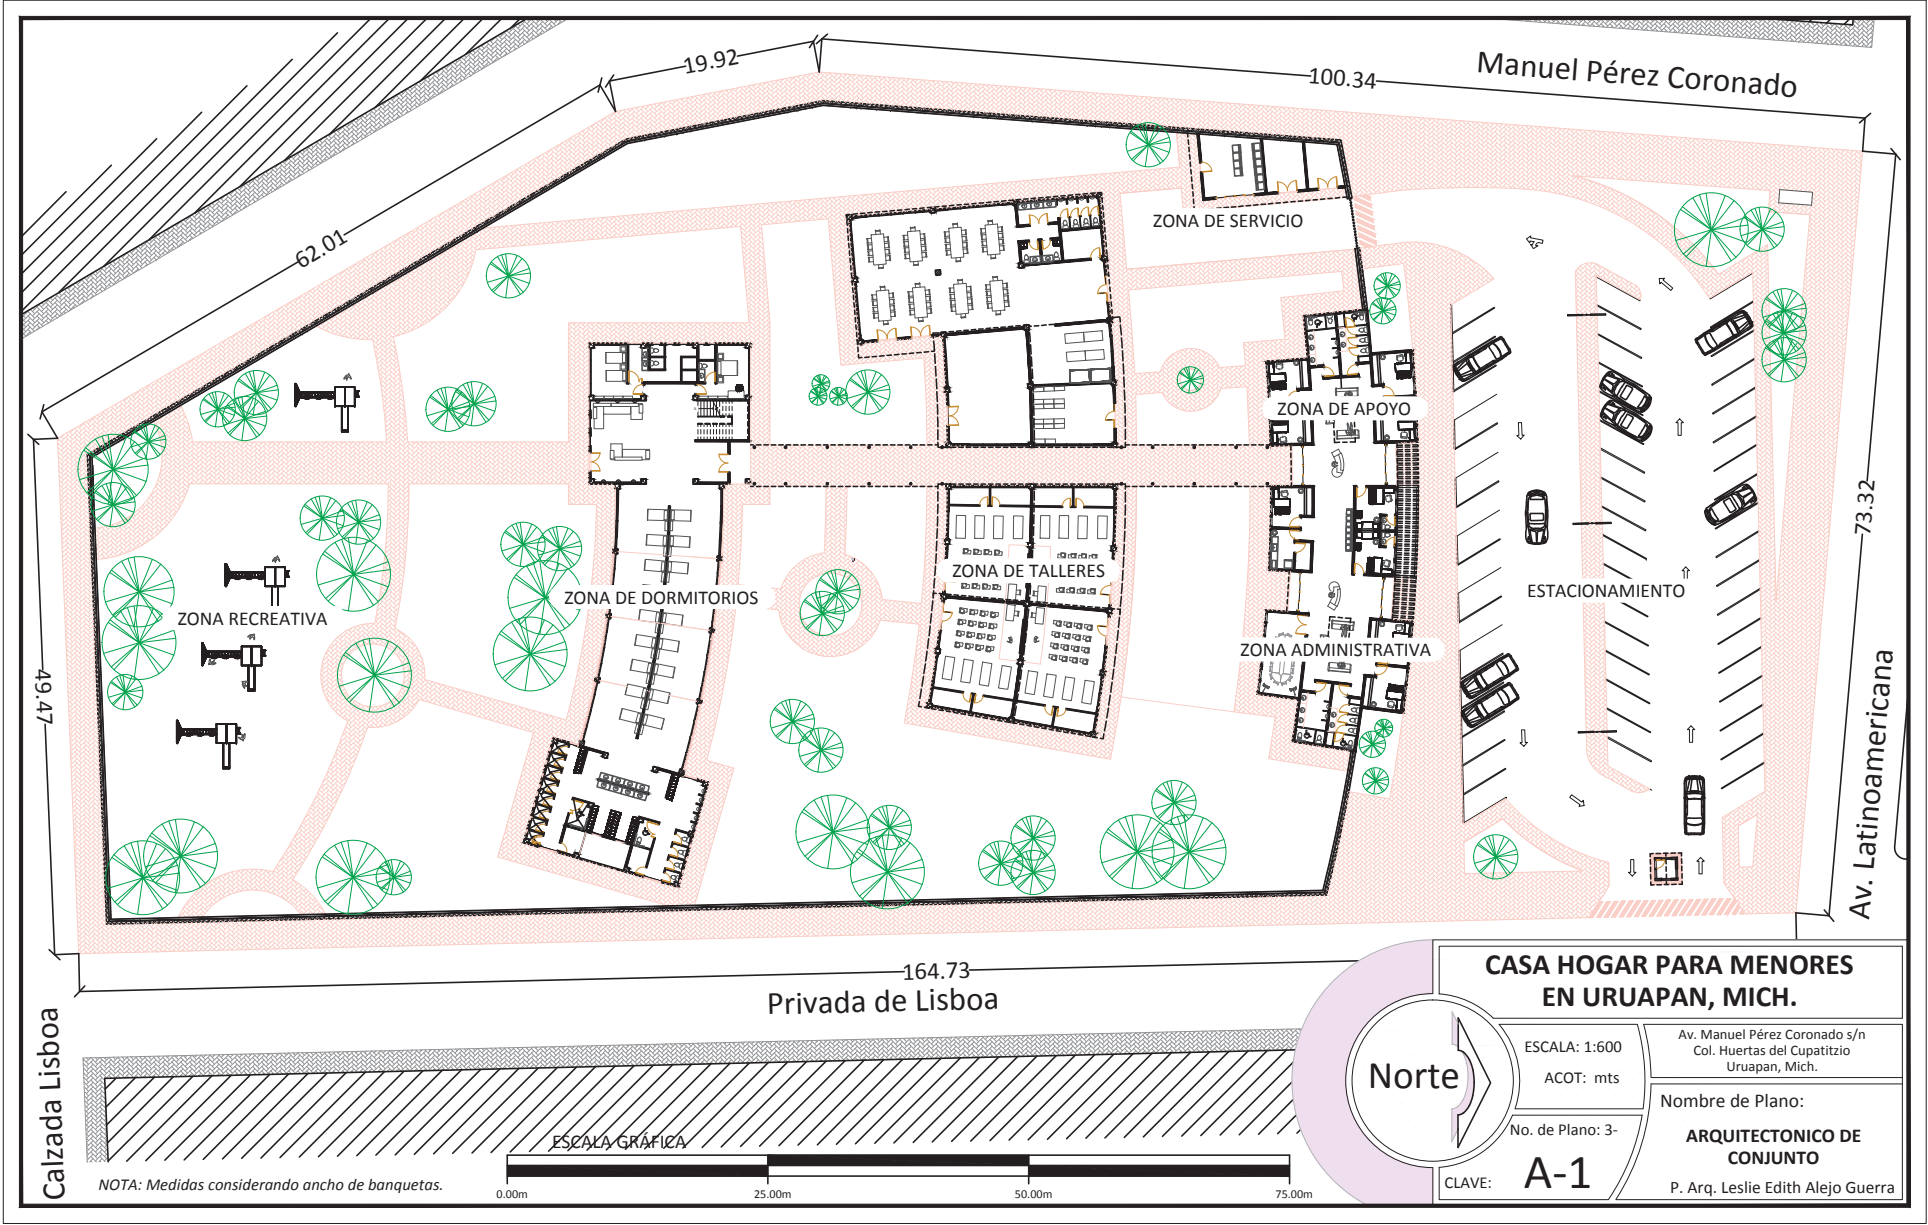 19.92
100.34
Manuel Pérez Coronado
62.01
ZONA DE SERVICIO
ZONA DE APOYO
73.32
ZONA DE TALLERES
ZONA DE DORMITORIOS
ESTACIONAMIENTO
ZONA RECREATIVA
ZONA ADMINISTRATIVA
49.47
Av. Latinoamericana
164.73
Privada de Lisboa
Calzada Lisboa
ESCALA GRÁFICA
0.00m
25.00m
50.00m
75.00m
NOTA: Medidas considerando ancho de banquetas.
Norte
CASA HOGAR PARA MENORES
EN URUAPAN, MICH.
ESCALA: 1:600
ACOT: mts
Av. Manuel Pérez Coronado s/n
Col. Huertas del Cupatitzio
Uruapan, Mich.
No. de Plano: 3-
CLAVE:
A-1
Nombre de Plano:
ARQUITECTONICO DE
CONJUNTO
P. Arq. Leslie Edith Alejo Guerra